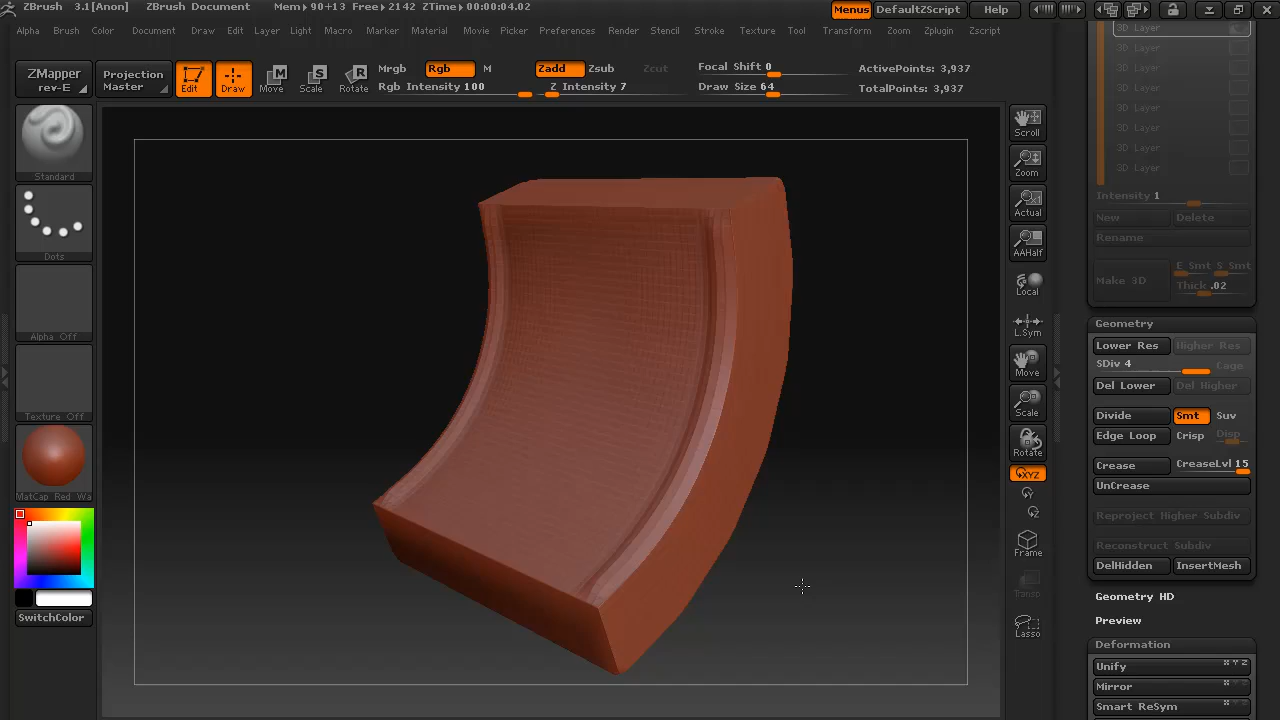 ZBrush 3.1[Anon] ZBrush Document Mem▸90+13 Free▸2142 ZTime▸00:00:04.02 Menus DefaultZScript Help
Alpha Brush Color Document Draw Edit Layer Light Macro Marker Material Movie Picker Preferences Render Stencil Stroke Texture Tool Transform Zoom Zplugin Zscript
ZMapper rev-E
Projection Master
Edit
Draw
Move
Scale
Rotate
Mrgb Rgb M
Rgb Intensity 100
Zadd Zsub Zcut
Z Intensity 7
Focal Shift 0
Draw Size 64
ActivePoints: 3,937
TotalPoints: 3,937
Standard
Dots
Alpha Off
Texture Off
MatCap Red Wa
SwitchColor
Scroll
Zoom
Actual
AAHalf
Local
L.Sym
Move
Scale
Rotate
XYZ
Y
Z
Frame
Transp
Lasso
3D Layer
3D Layer
3D Layer
3D Layer
3D Layer
3D Layer
3D Layer
3D Layer
Intensity 1
New Delete
Rename
Make 3D E Smt S Smt
Thick .02
Geometry
Lower Res Higher Res
SDiv 4 Cage
Del Lower Del Higher
Divide Smt Suv
Edge Loop Crisp Disp
Crease CreaseLvl 15
UnCrease
Reproject Higher Subdiv
Reconstruct Subdiv
DelHidden InsertMesh
Geometry HD
Preview
Deformation
Unify X Y Z
Mirror X Y Z
Smart ReSym X Y Z